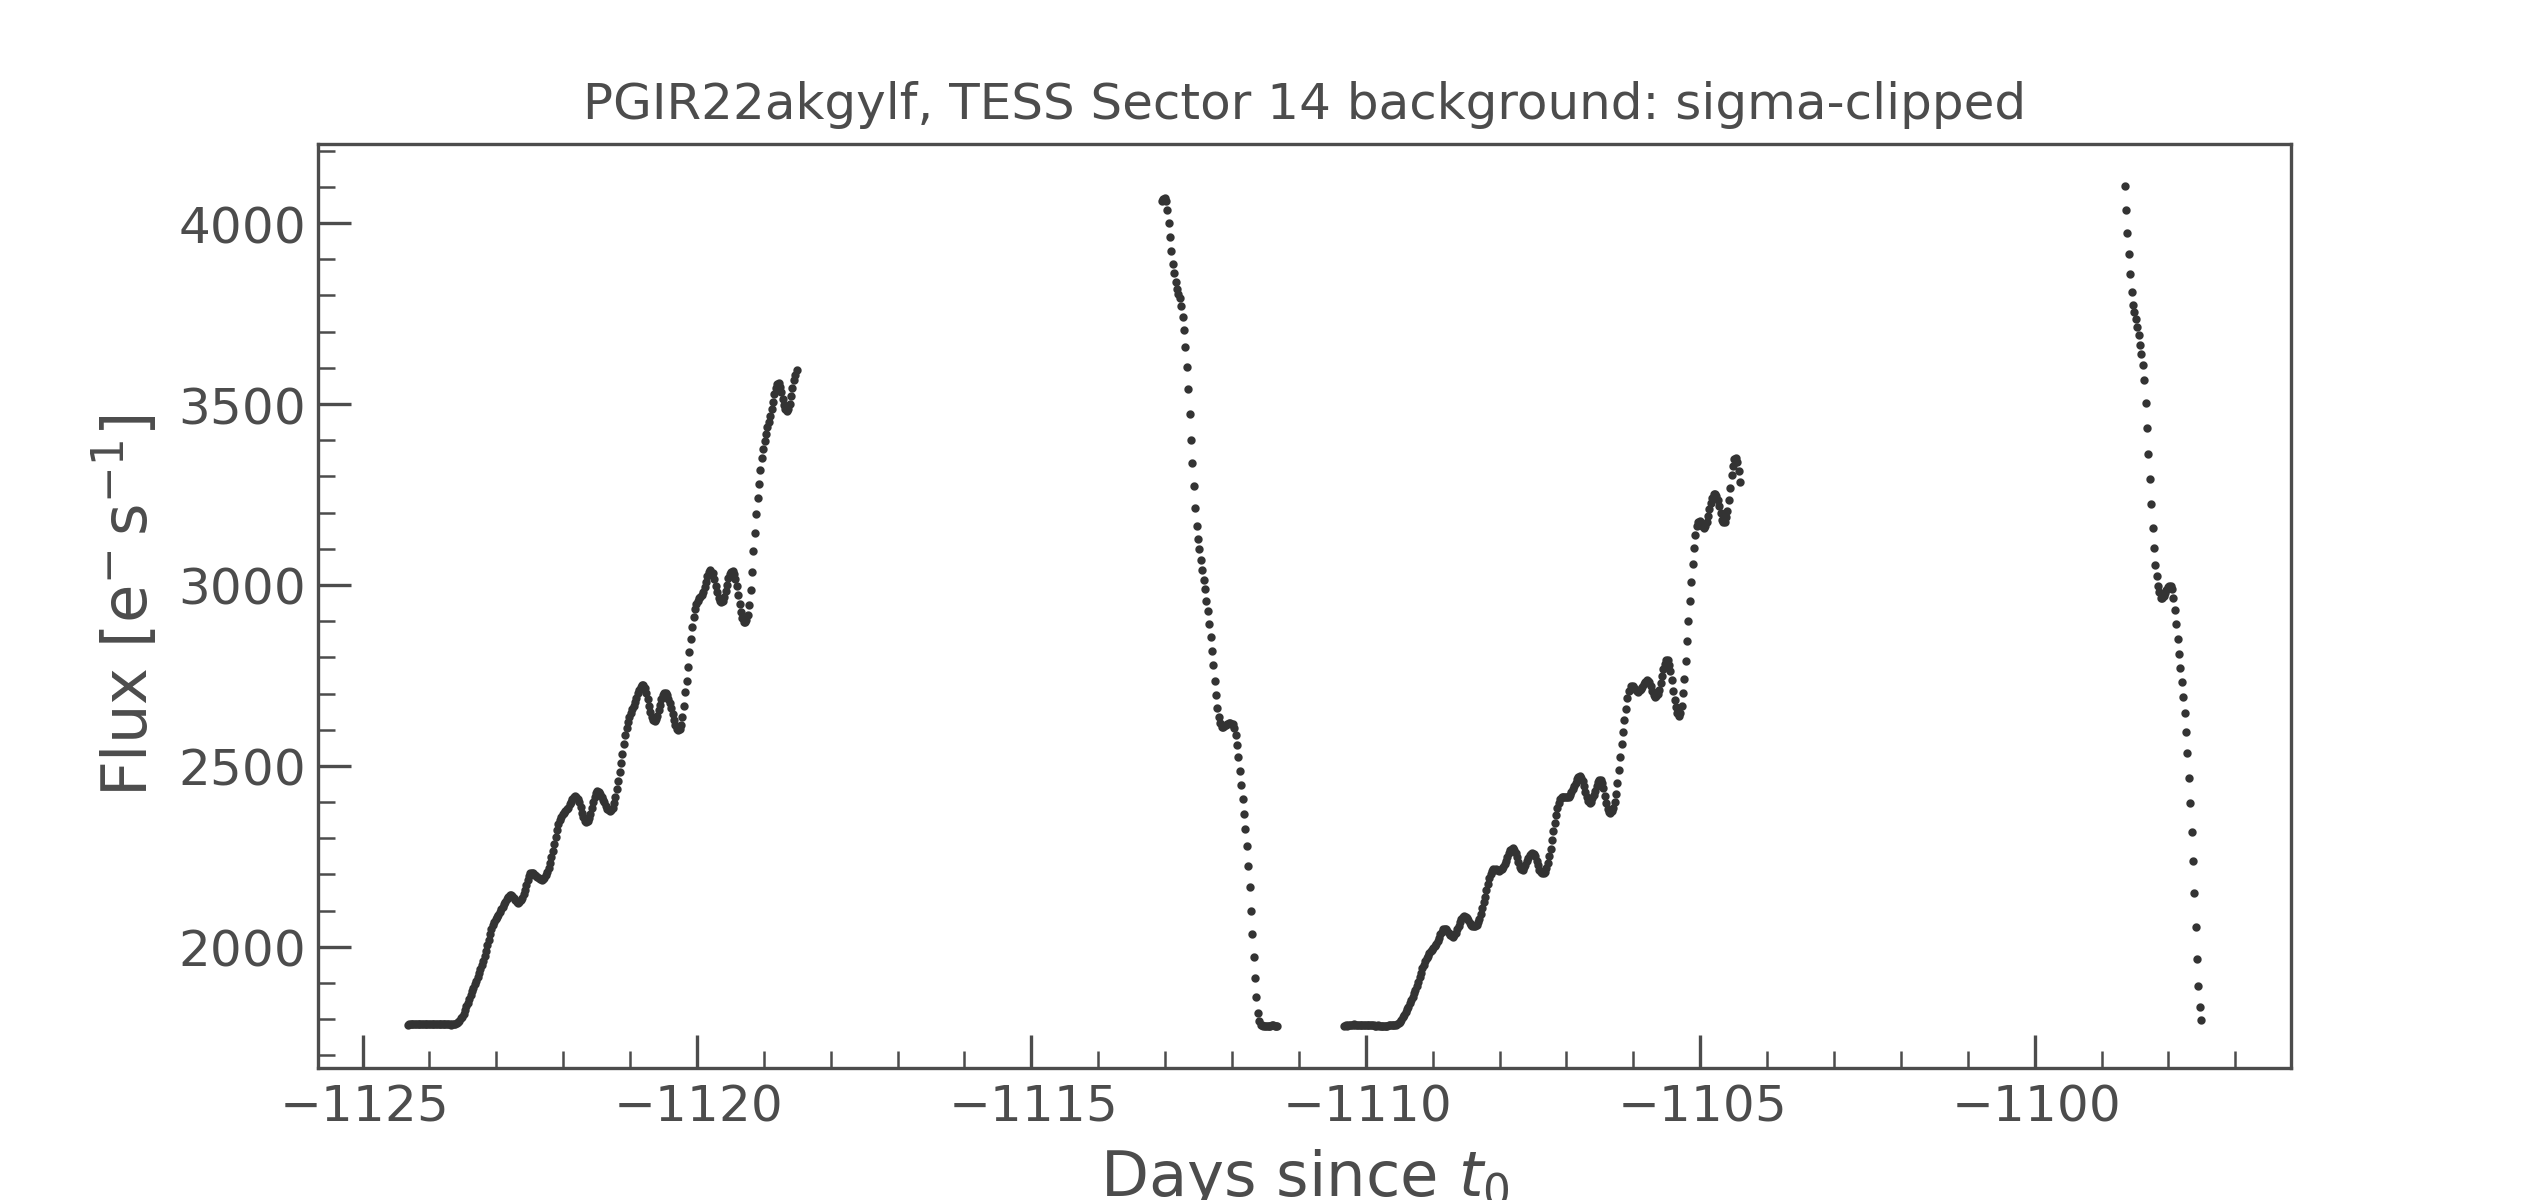 PGIR22akgylf, TESS Sector 14 background: sigma-clipped
Flux [e⁻ s⁻¹]
4000
3500
3000
2500
2000
−1125 −1120 −1115 −1110 −1105 −1100
Days since t₀